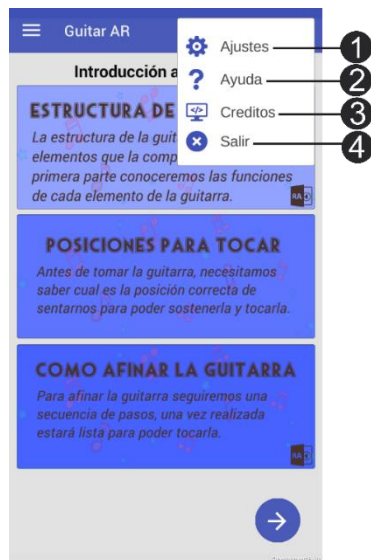 Guitar AR
Ajustes
1
Ayuda
2
Creditos
3
Salir
4
Introducción a
ESTRUCTURA DE
La estructura de la guit
elementos que la comp
primera parte conoceremos las funciones
de cada elemento de la guitarra.
RA
POSICIONES PARA TOCAR
Antes de tomar la guitarra, necesitamos
saber cual es la posición correcta de
sentarnos para poder sostenerla y tocarla.
COMO AFINAR LA GUITARRA
Para afinar la guitarra seguiremos una
secuencia de pasos, una vez realizada
estará lista para poder tocarla.
RA